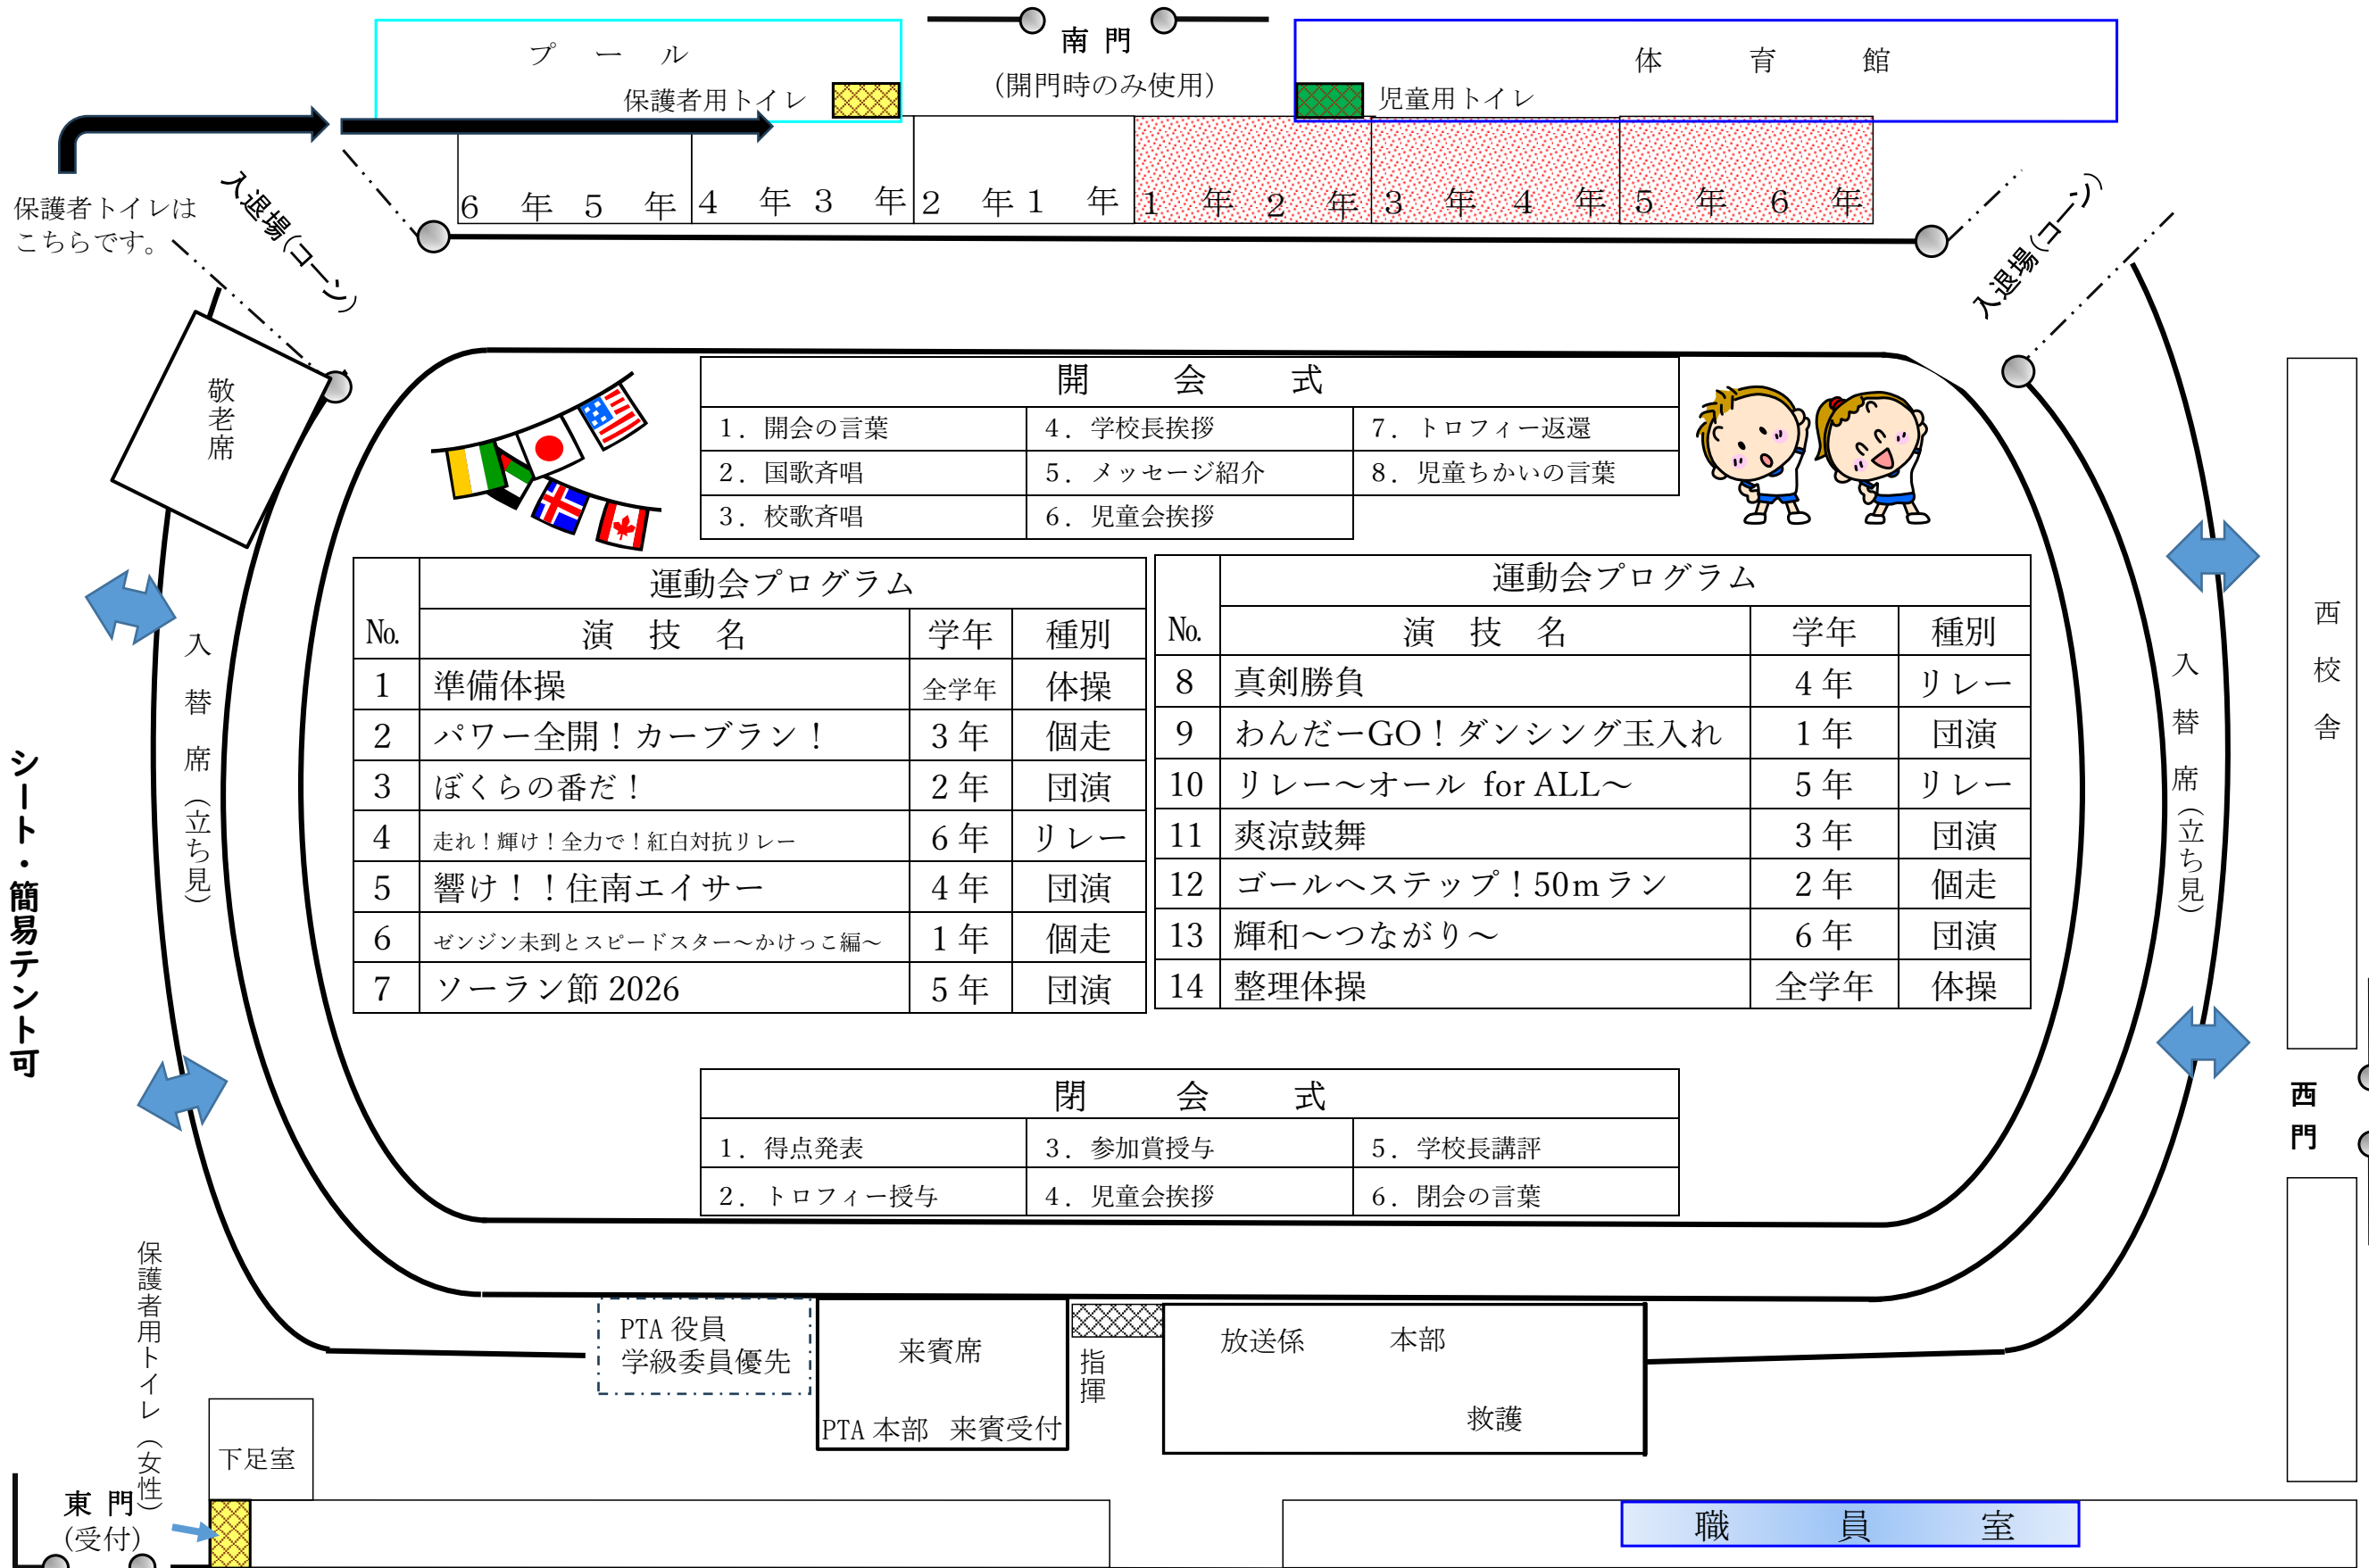 プール
保護者用トイレ
南門
(開門時のみ使用)
体育館
児童用トイレ
保護者トイレは
こちらです。
入退場(コーン)
6年 5年 4年 3年 2年 1年 1年 2年 3年 4年 5年 6年
入退場(コーン)
敬老席
開会式
1．開会の言葉 4．学校長挨拶 7．トロフィー返還
2．国歌斉唱 5．メッセージ紹介 8．児童ちかいの言葉
3．校歌斉唱 6．児童会挨拶
運動会プログラム
№ 演技名 学年 種別
1 準備体操 全学年 体操
2 パワー全開！カーブラン！ 3年 個走
3 ぼくらの番だ！ 2年 団演
4 走れ！輝け！全力で！紅白対抗リレー 6年 リレー
5 響け！！住南エイサー 4年 団演
6 ゼンジン未到とスピードスター～かけっこ編～ 1年 個走
7 ソーラン節2026 5年 団演
運動会プログラム
№ 演技名 学年 種別
8 真剣勝負 4年 リレー
9 わんだーGO！ダンシング玉入れ 1年 団演
10 リレー～オール for ALL～ 5年 リレー
11 爽涼鼓舞 3年 団演
12 ゴールへステップ！50mラン 2年 個走
13 輝和～つながり～ 6年 団演
14 整理体操 全学年 体操
閉会式
1．得点発表 3．参加賞授与 5．学校長講評
2．トロフィー授与 4．児童会挨拶 6．閉会の言葉
入替席(立ち見)
シート・簡易テント可
入替席(立ち見)
西校舎
西門
保護者用トイレ(女性)
PTA役員
学級委員優先
来賓席
PTA本部 来賓受付
指揮
放送係 本部
救護
下足室
東門
(受付)
職員室